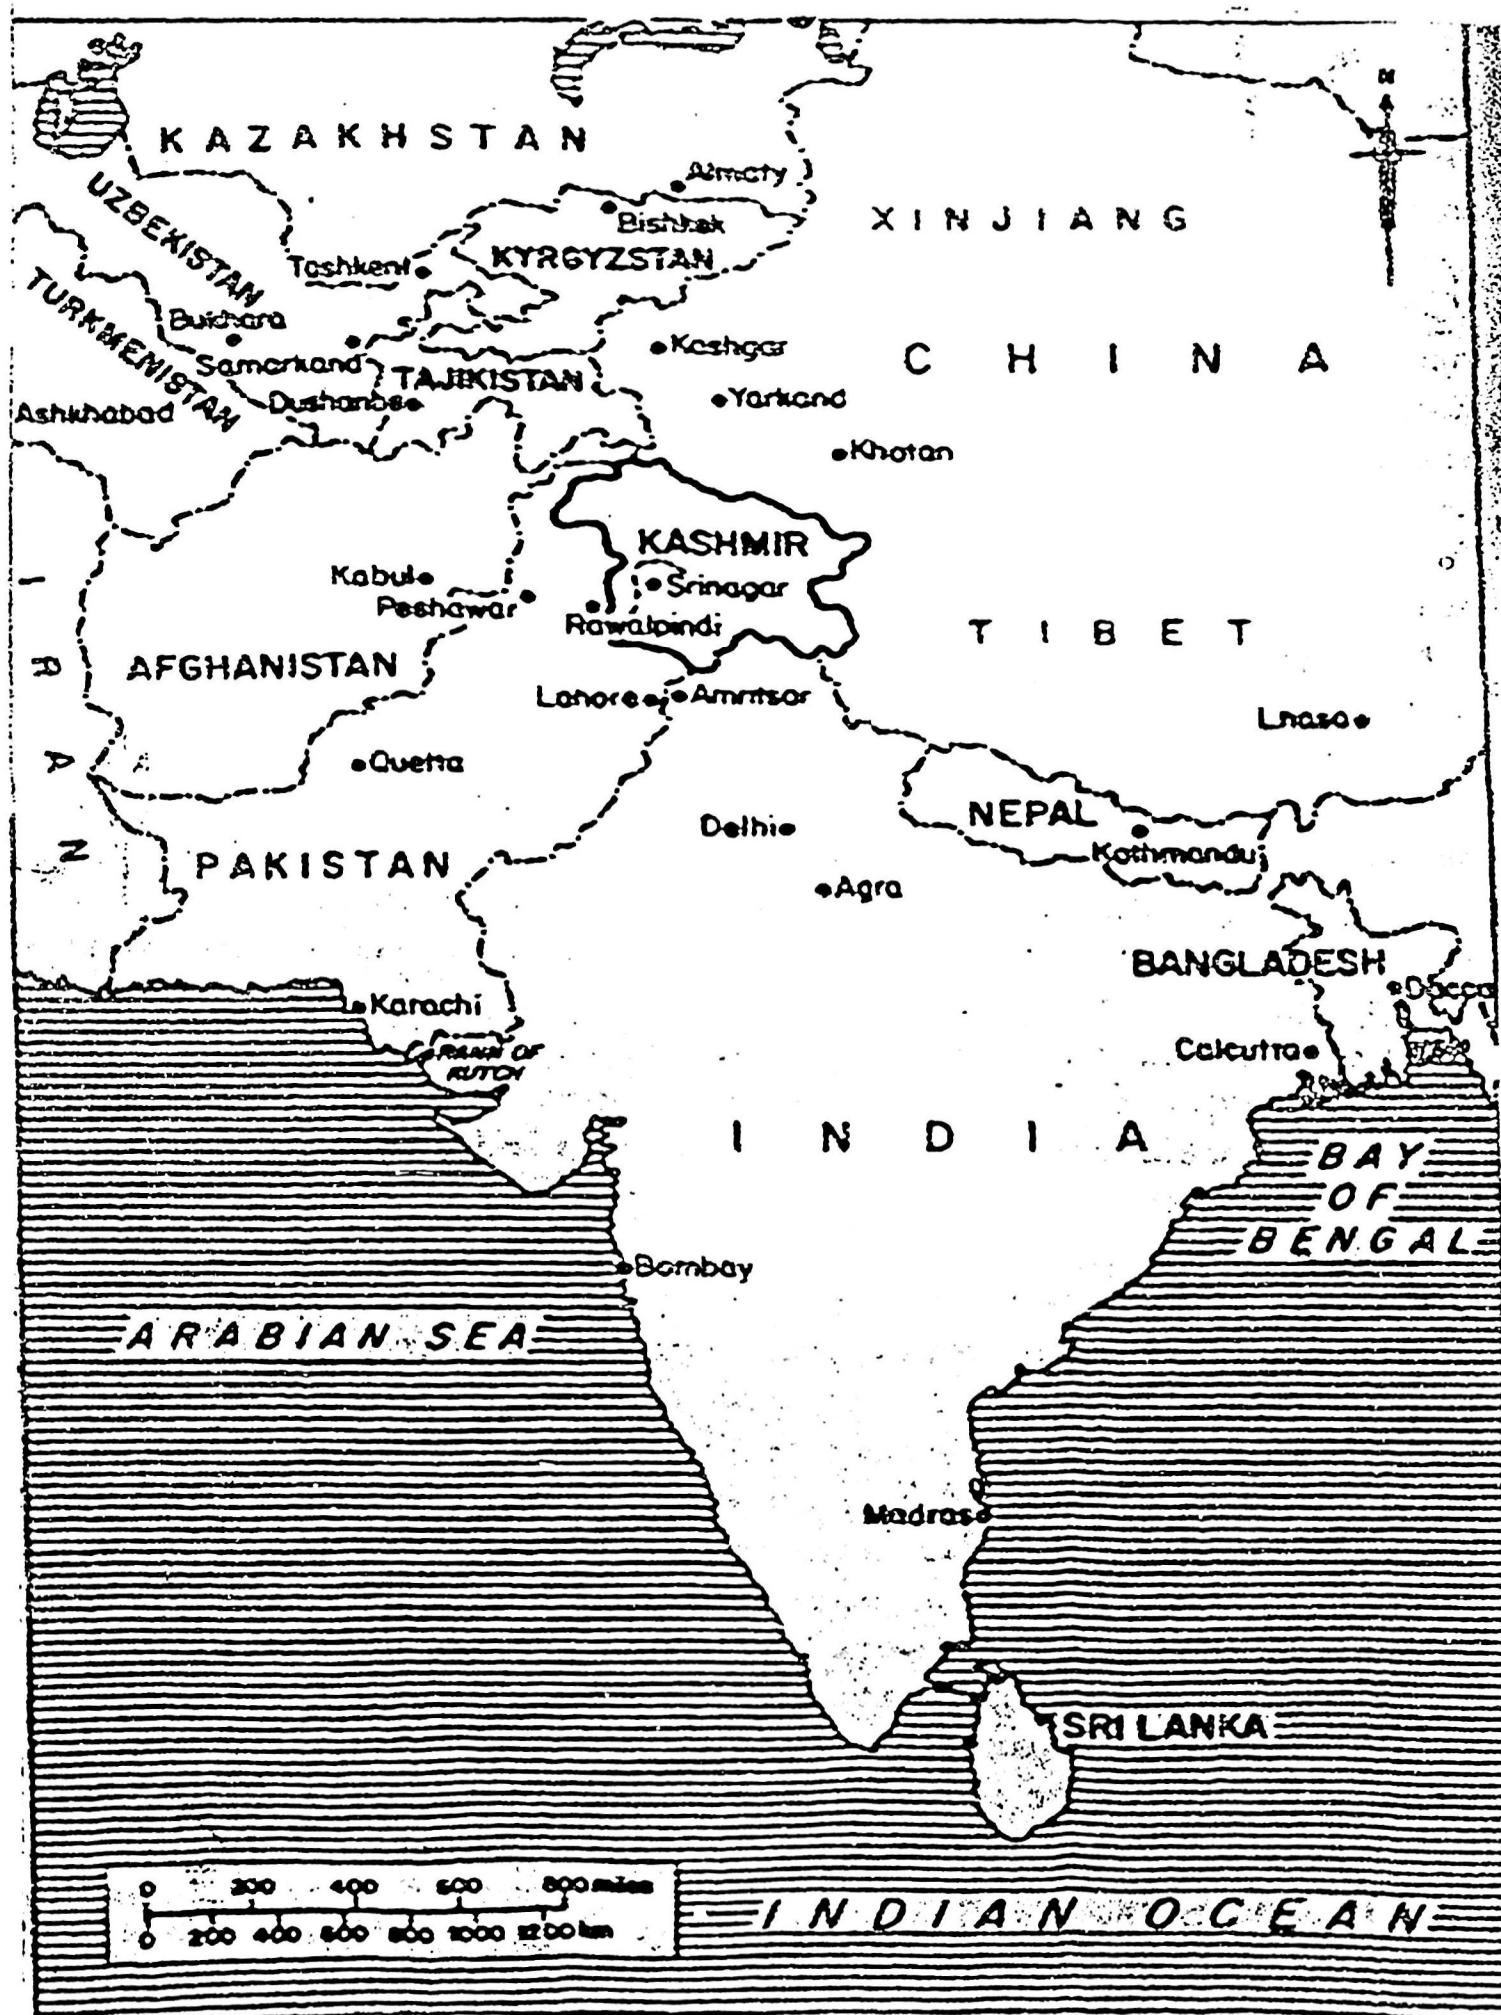 N
KAZAKHSTAN
Almaty
UZBEKISTAN
Bishkek
XINJIANG
Tashkent
KYRGYZSTAN
TURKMENISTAN
Bukhara
Kashgar
CHINA
Samarkand
TAJIKISTAN
Ashkhabad
Dushanbe
Yarkand
Khotan
KASHMIR
Kabul
Srinagar
Peshawar
Rawalpindi
TIBET
IRAN
AFGHANISTAN
Lahore
Amritsar
Lhasa
Quetta
NEPAL
Delhi
Kathmandu
PAKISTAN
Agra
BANGLADESH
Dacca
Karachi
RANN OF
KUTCH
Calcutta
INDIA
BAY
OF
BENGAL
Bombay
ARABIAN SEA
Madras
SRI LANKA
0 200 400 600 800 miles
0 200 400 600 800 1000 1200 km
INDIAN OCEAN